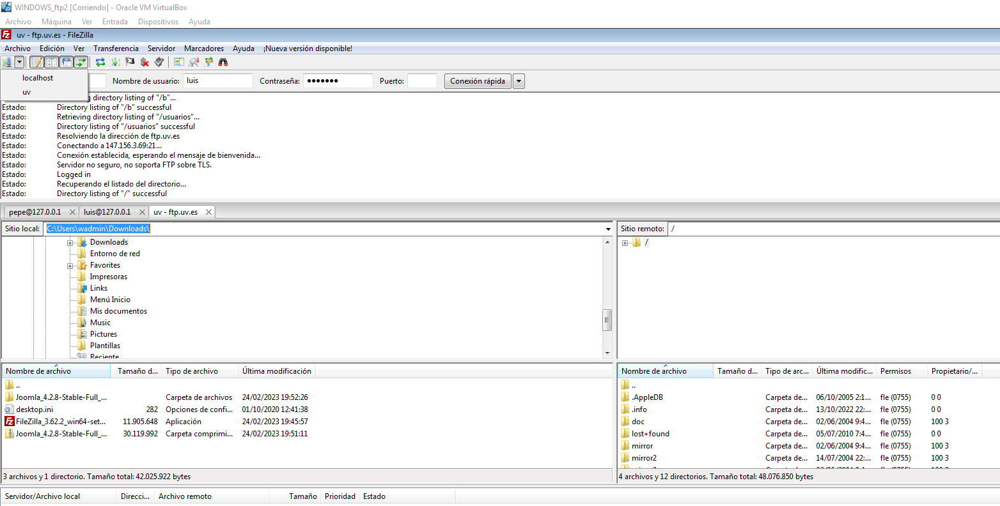 WINDOWS_ftp2 [Corriendo] - Oracle VM VirtualBox
Archivo Máquina Ver Entrada Dispositivos Ayuda
uv - ftp.uv.es - FileZilla
Archivo Edición Ver Transferencia Servidor Marcadores Ayuda ¡Nueva versión disponible!
localhost
uv
Nombre de usuario: luis Contraseña: ●●●●●●● Puerto: Conexión rápida
directory listing of "/b"...
Estado: Directory listing of "/b" successful
Estado: Retrieving directory listing of "/usuarios"...
Estado: Directory listing of "/usuarios" successful
Estado: Resolviendo la dirección de ftp.uv.es
Estado: Conectando a 147.156.3.69:21...
Estado: Conexión establecida, esperando el mensaje de bienvenida...
Estado: Servidor no seguro, no soporta FTP sobre TLS.
Estado: Logged in
Estado: Recuperando el listado del directorio...
Estado: Directory listing of "/" successful
pepe@127.0.0.1 luis@127.0.0.1 uv - ftp.uv.es
Sitio local: C:\Users\wadmin\Downloads\
Downloads
Entorno de red
Favorites
Impresoras
Links
Menú Inicio
Mis documentos
Music
Pictures
Plantillas
Reciente
Sitio remoto: /
/
Nombre de archivo Tamaño d... Tipo de archivo Última modificación
..
Joomla_4.2.8-Stable-Full_... Carpeta de archivos 24/02/2023 19:52:26
desktop.ini 282 Opciones de confi... 01/10/2020 12:41:38
FileZilla_3.62.2_win64-set... 11.905.648 Aplicación 24/02/2023 19:45:57
Joomla_4.2.8-Stable-Full_... 30.119.992 Carpeta comprimi... 24/02/2023 19:51:11
3 archivos y 1 directorio. Tamaño total: 42.025.922 bytes
Nombre de archivo Tamaño d... Tipo de arc... Última modific... Permisos Propietario/...
..
.AppleDB Carpeta de... 06/10/2005 2:1... fle (0755) 0 0
.info Carpeta de... 13/10/2022 22:... fle (0755) 0 0
doc Carpeta de... 02/06/2004 9:4... fle (0755) 100 3
lost+found Carpeta de... 05/07/2010 7:4... fle (0755) 0 0
mirror Carpeta de... 02/06/2004 9:4... fle (0755) 100 3
mirror2 Carpeta de... 14/07/2004 22:... fle (0755) 100 3
4 archivos y 12 directorios. Tamaño total: 48.076.850 bytes
Servidor/Archivo local Direcci... Archivo remoto Tamaño Prioridad Estado